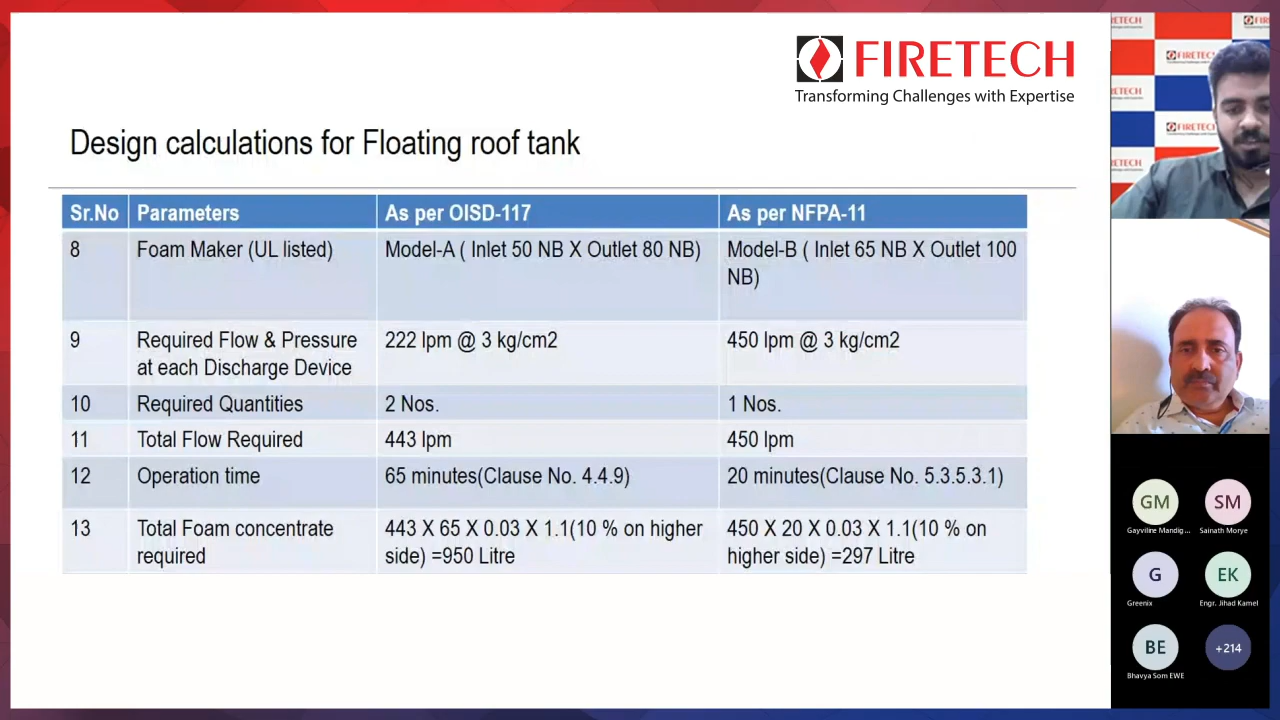 FIRETECH
Transforming Challenges with Expertise
Design calculations for Floating roof tank
Sr.No Parameters As per OISD-117 As per NFPA-11
8 Foam Maker (UL listed) Model-A ( Inlet 50 NB X Outlet 80 NB) Model-B ( Inlet 65 NB X Outlet 100
NB)
9 Required Flow & Pressure 222 lpm @ 3 kg/cm2 450 lpm @ 3 kg/cm2
at each Discharge Device
10 Required Quantities 2 Nos. 1 Nos.
11 Total Flow Required 443 lpm 450 lpm
12 Operation time 65 minutes(Clause No. 4.4.9) 20 minutes(Clause No. 5.3.5.3.1)
13 Total Foam concentrate 443 X 65 X 0.03 X 1.1(10 % on higher 450 X 20 X 0.03 X 1.1(10 % on
required side) =950 Litre higher side) =297 Litre
FIRETECH
GM SM
Gayviline Mandig... Sainath Morye
G EK
Greenix Engr. Jihad Kamel
BE +214
Bhavya Som EWE